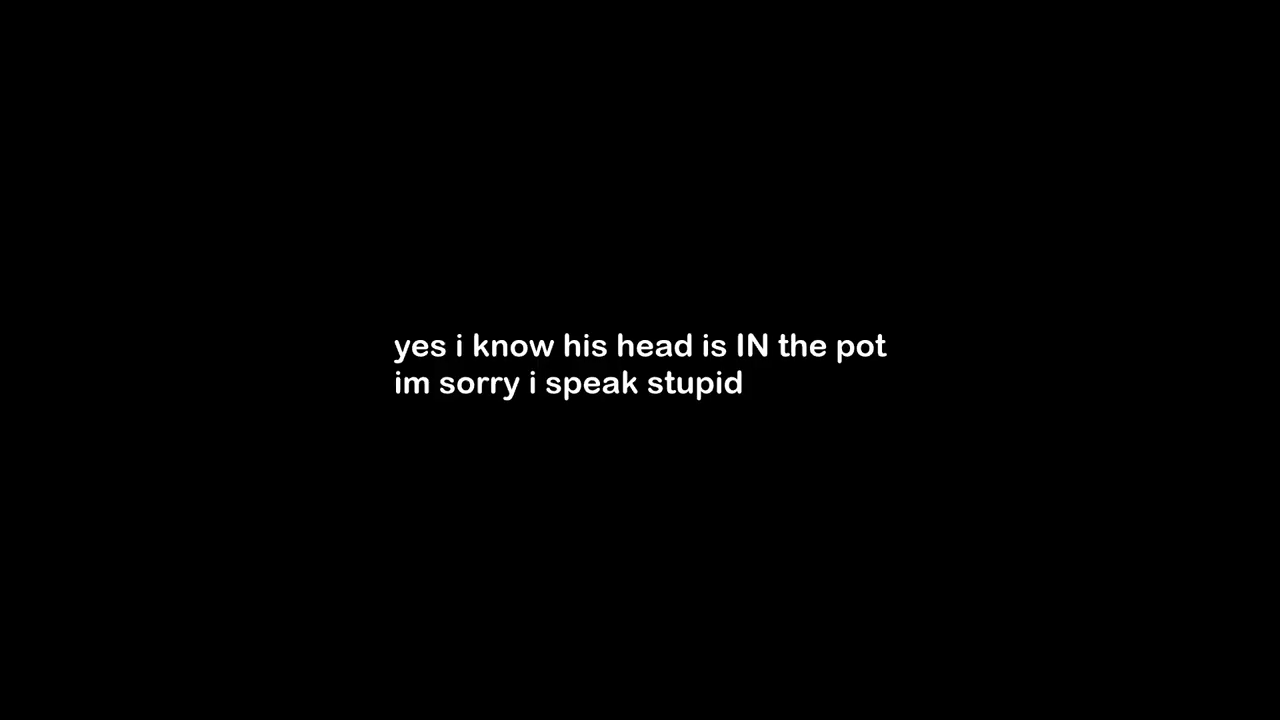 yes i know his head is IN the pot
im sorry i speak stupid